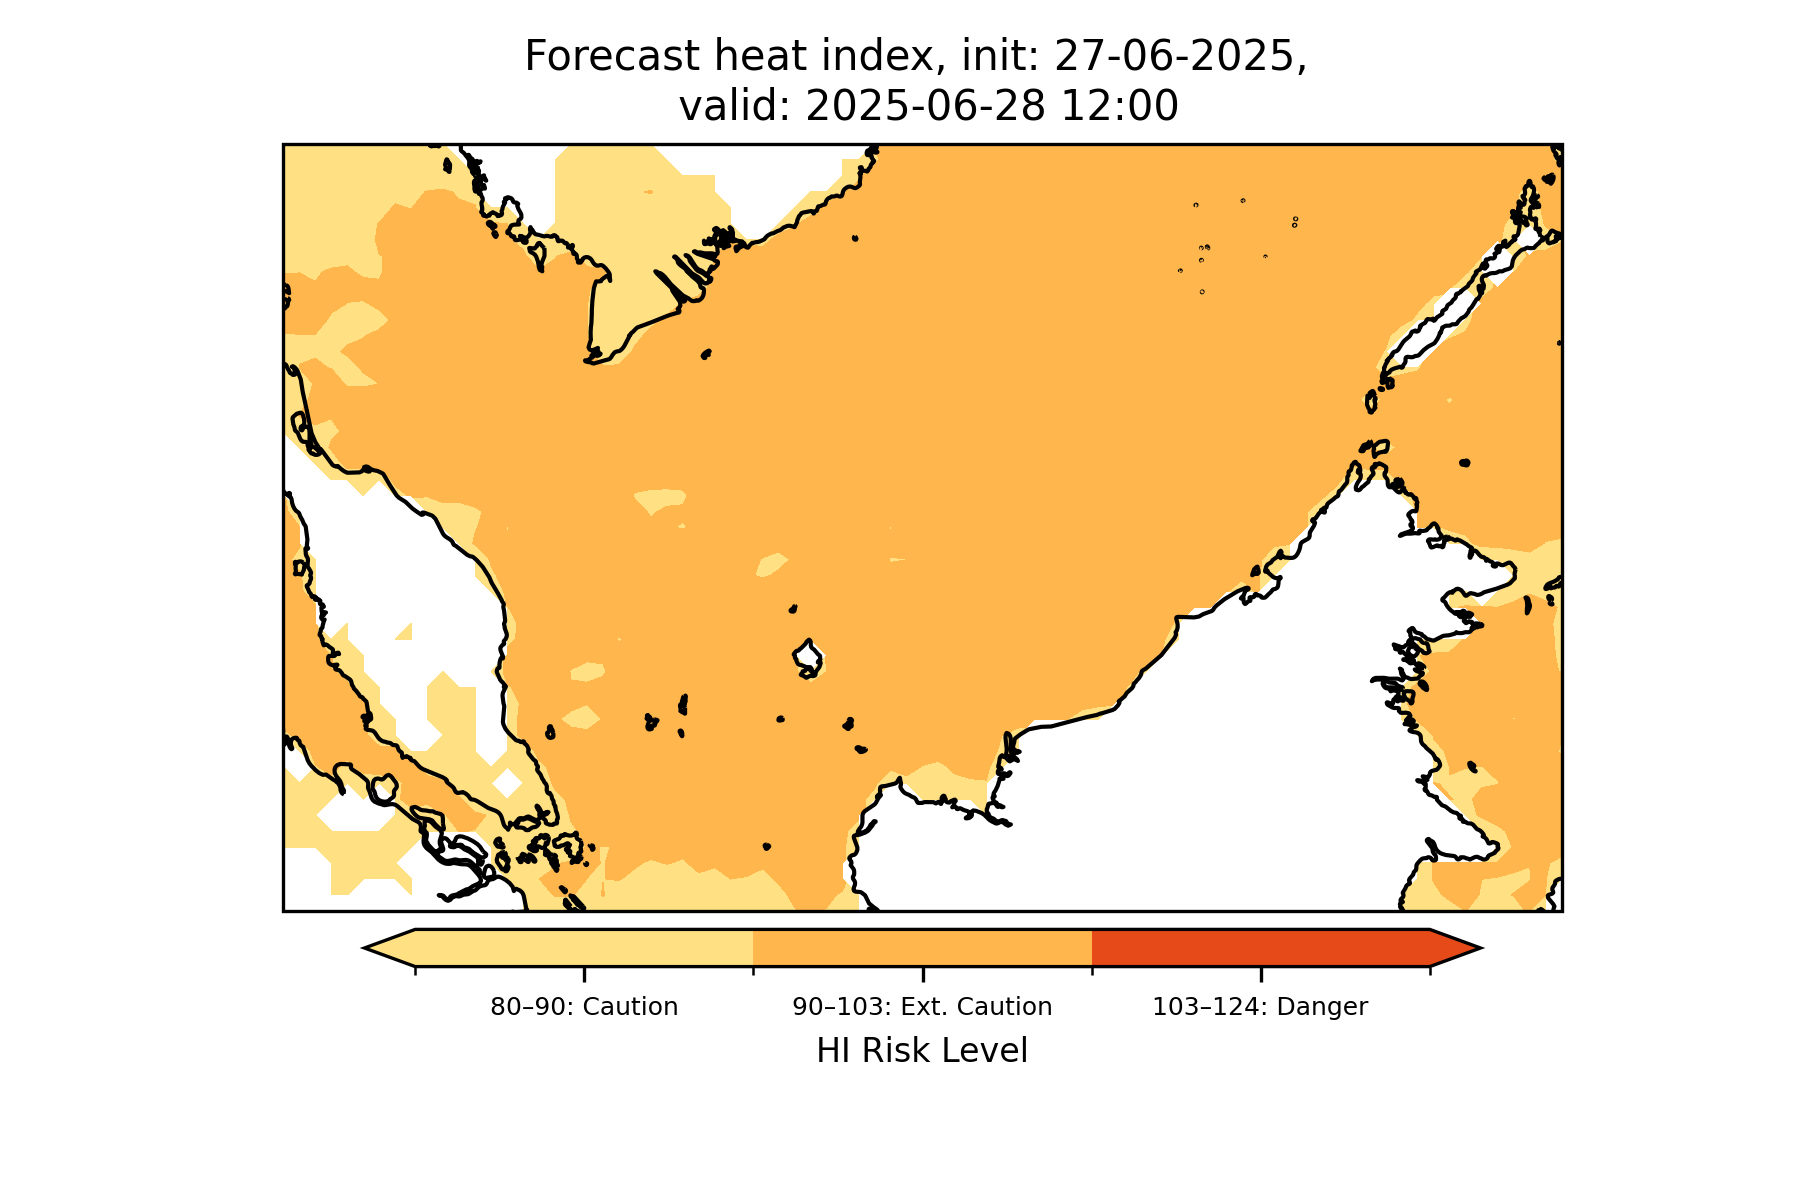 Forecast heat index, init: 27-06-2025,
valid: 2025-06-28 12:00
80–90: Caution
90–103: Ext. Caution
103–124: Danger
HI Risk Level